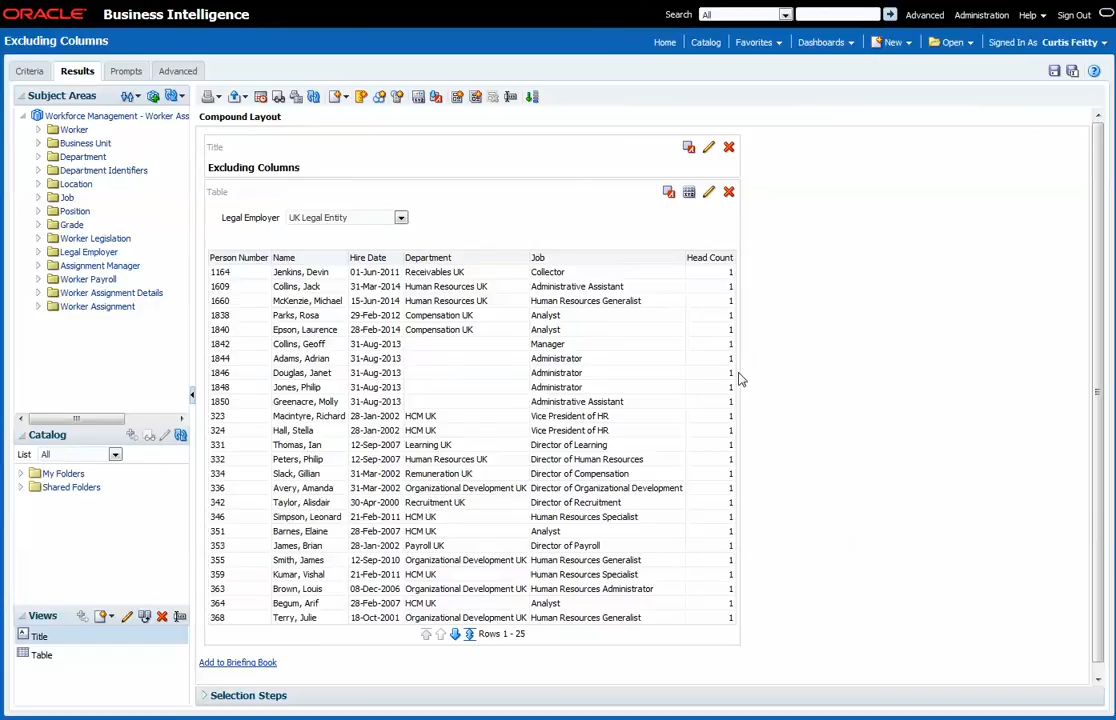 ORACLE Business Intelligence
Search All Advanced Administration Help Sign Out
Excluding Columns
Home Catalog Favorites Dashboards New Open Signed In As Curtis Feitty
Criteria Results Prompts Advanced
Subject Areas
Workforce Management - Worker Ass
Worker
Business Unit
Department
Department Identifiers
Location
Job
Position
Grade
Worker Legislation
Legal Employer
Assignment Manager
Worker Payroll
Worker Assignment Details
Worker Assignment
Catalog
List All
My Folders
Shared Folders
Views
Title
Table
Compound Layout
Title
Excluding Columns
Table
Legal Employer UK Legal Entity
Person Number Name Hire Date Department Job Head Count
1164 Jenkins, Devin 01-Jun-2011 Receivables UK Collector 1
1609 Collins, Jack 31-Mar-2014 Human Resources UK Administrative Assistant 1
1660 McKenzie, Michael 15-Jun-2014 Human Resources UK Human Resources Generalist 1
1838 Parks, Rosa 29-Feb-2012 Compensation UK Analyst 1
1840 Epson, Laurence 28-Feb-2014 Compensation UK Analyst 1
1842 Collins, Geoff 31-Aug-2013 Manager 1
1844 Adams, Adrian 31-Aug-2013 Administrator 1
1846 Douglas, Janet 31-Aug-2013 Administrator 1
1848 Jones, Philip 31-Aug-2013 Administrator 1
1850 Greenacre, Molly 31-Aug-2013 Administrative Assistant 1
323 Macintyre, Richard 28-Jan-2002 HCM UK Vice President of HR 1
324 Hall, Stella 28-Jan-2002 HCM UK Vice President of HR 1
331 Thomas, Ian 12-Sep-2007 Learning UK Director of Learning 1
332 Peters, Philip 12-Sep-2007 Human Resources UK Director of Human Resources 1
334 Slack, Gillian 31-Mar-2002 Remuneration UK Director of Compensation 1
336 Avery, Amanda 31-Mar-2002 Organizational Development UK Director of Organizational Development 1
342 Taylor, Alisdair 30-Apr-2000 Recruitment UK Director of Recruitment 1
346 Simpson, Leonard 21-Feb-2011 HCM UK Human Resources Specialist 1
351 Barnes, Elaine 28-Feb-2007 HCM UK Analyst 1
353 James, Brian 28-Jan-2002 Payroll UK Director of Payroll 1
355 Smith, James 12-Sep-2010 Organizational Development UK Human Resources Generalist 1
359 Kumar, Vishal 21-Feb-2011 HCM UK Human Resources Specialist 1
363 Brown, Louis 08-Dec-2006 Organizational Development UK Human Resources Administrator 1
364 Begum, Arif 28-Feb-2007 HCM UK Analyst 1
368 Terry, Julie 18-Oct-2001 Organizational Development UK Human Resources Generalist 1
Rows 1 - 25
Add to Briefing Book
Selection Steps